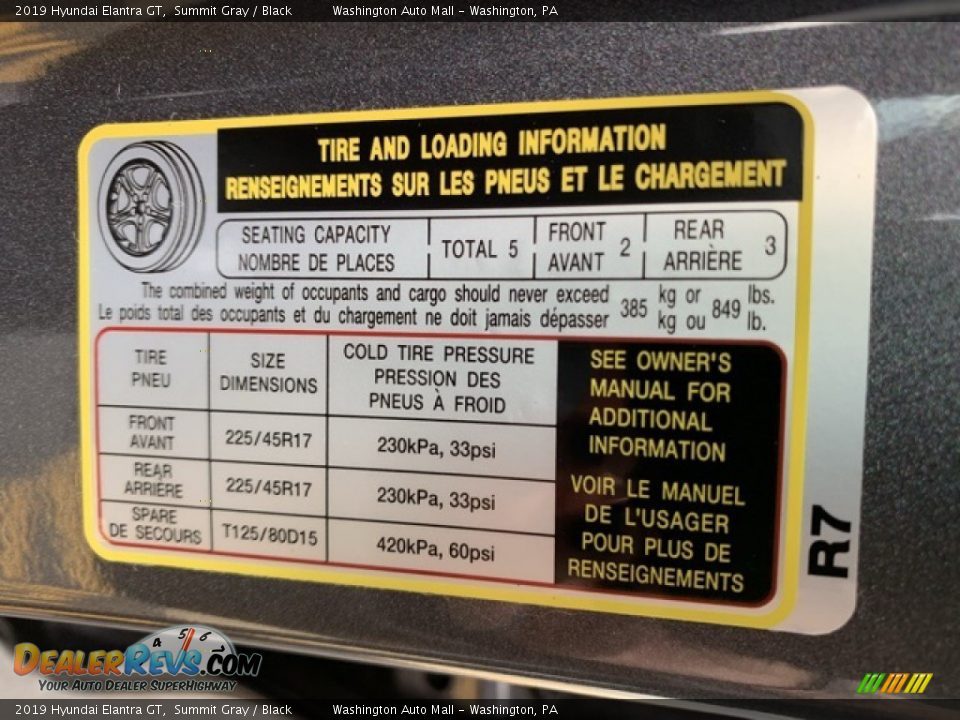 2019 Hyundai Elantra GT,  Summit Gray / Black          Washington Auto Mall - Washington, PA
TIRE AND LOADING INFORMATION
RENSEIGNEMENTS SUR LES PNEUS ET LE CHARGEMENT
SEATING CAPACITY
NOMBRE DE PLACES
TOTAL 5
FRONT
AVANT
2
REAR
ARRIÈRE
3
The combined weight of occupants and cargo should never exceed 385 kg or 849 lbs.
Le poids total des occupants et du chargement ne doit jamais dépasser kg ou lb.
TIRE
PNEU
SIZE
DIMENSIONS
COLD TIRE PRESSURE
PRESSION DES
PNEUS À FROID
FRONT
AVANT
225/45R17
230kPa, 33psi
REAR
ARRIÈRE
225/45R17
230kPa, 33psi
SPARE
DE SECOURS
T125/80D15
420kPa, 60psi
SEE OWNER'S
MANUAL FOR
ADDITIONAL
INFORMATION
VOIR LE MANUEL
DE L'USAGER
POUR PLUS DE
RENSEIGNEMENTS
R7
4 5 6
DEALERREVS.COM
YOUR AUTO DEALER SUPERHIGHWAY
2019 Hyundai Elantra GT,  Summit Gray / Black          Washington Auto Mall - Washington, PA